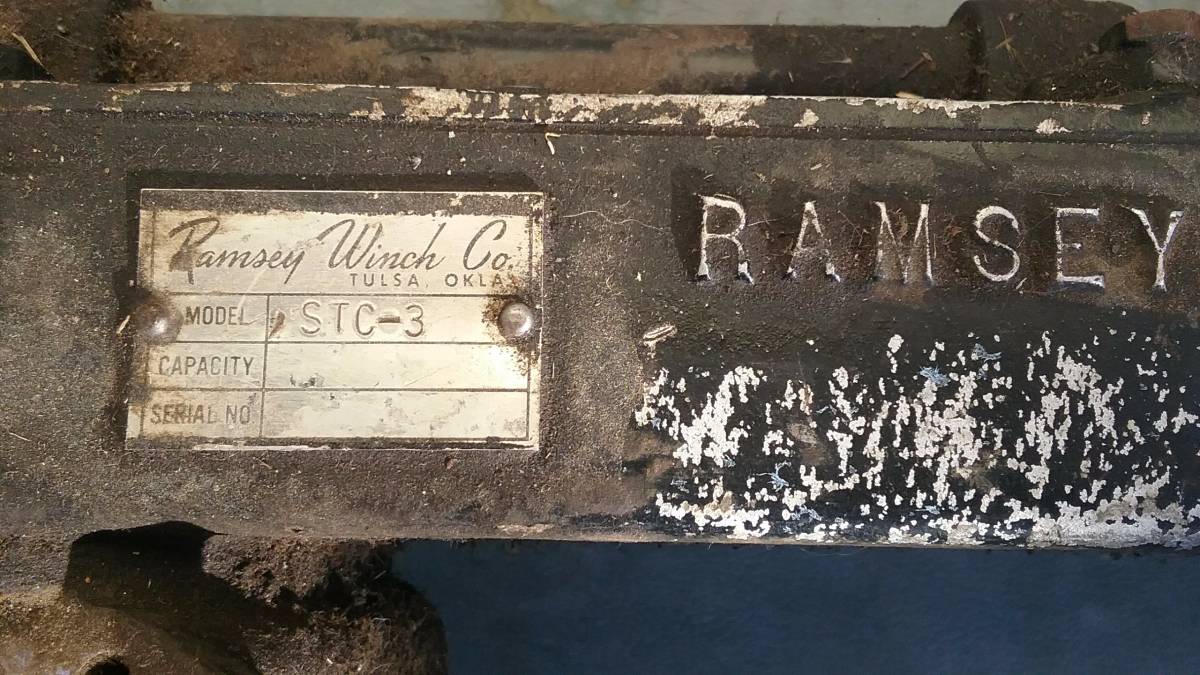 Ramsey Winch Co.
TULSA, OKLA.
MODEL STC-3
CAPACITY
SERIAL NO
RAMSEY